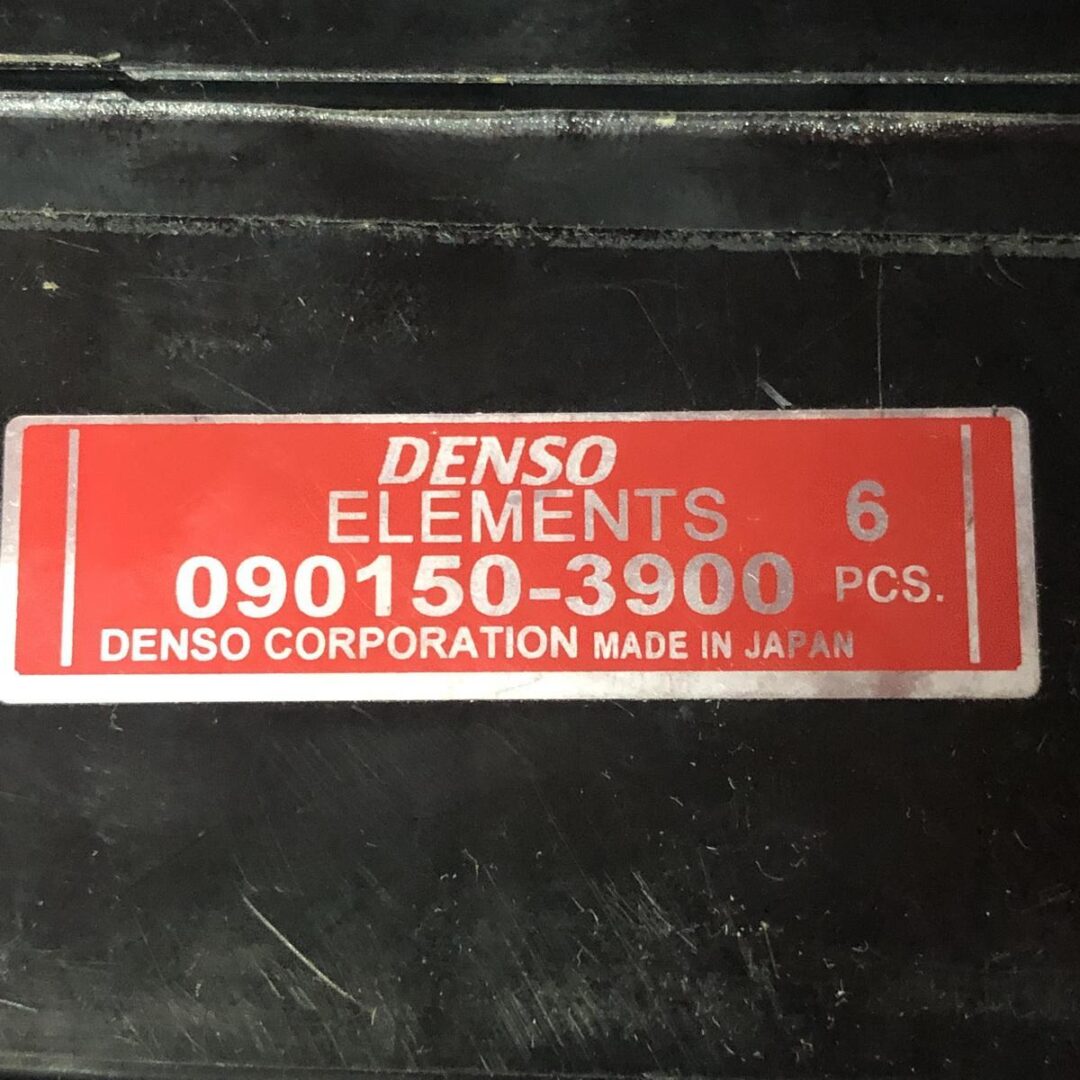 DENSO
ELEMENTS 6
090150-3900 PCS.
DENSO CORPORATION MADE IN JAPAN